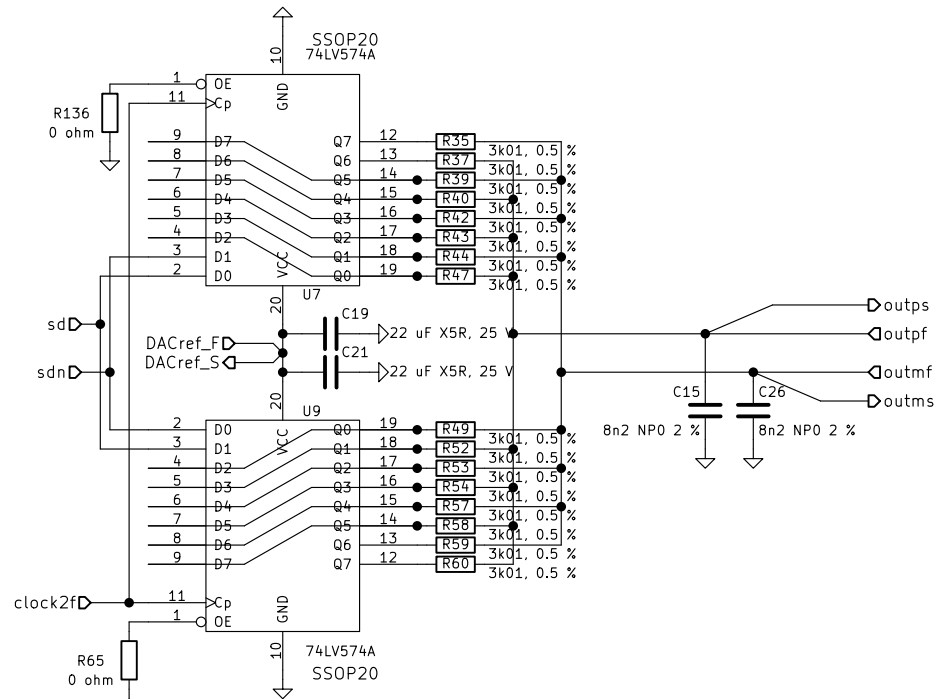 SSOP20
74LV574A
10
GND
1
OE
11
Cp
R136
0 ohm
9 D7 Q7 12 R35 3k01, 0.5 %
8 D6 Q6 13 R37 3k01, 0.5 %
7 D5 Q5 14 R39 3k01, 0.5 %
6 D4 Q4 15 R40 3k01, 0.5 %
5 D3 Q3 16 R42 3k01, 0.5 %
4 D2 Q2 17 R43 3k01, 0.5 %
3 D1 Q1 18 R44 3k01, 0.5 %
2 D0 Q0 19 R47 3k01, 0.5 %
VCC
20
U7
sd
sdn
DACref_F
DACref_S
C19
22 uF X5R, 25 V
C21
22 uF X5R, 25 V
outps
outpf
outmf
outms
C15
8n2 NP0 2 %
C26
8n2 NP0 2 %
20
U9
VCC
2 D0 Q0 19 R49 3k01, 0.5 %
3 D1 Q1 18 R52 3k01, 0.5 %
4 D2 Q2 17 R53 3k01, 0.5 %
5 D3 Q3 16 R54 3k01, 0.5 %
6 D4 Q4 15 R57 3k01, 0.5 %
7 D5 Q5 14 R58 3k01, 0.5 %
8 D6 Q6 13 R59 3k01, 0.5 %
9 D7 Q7 12 R60 3k01, 0.5 %
clock2f
11
Cp
1
OE
GND
10
R65
0 ohm
74LV574A
SSOP20